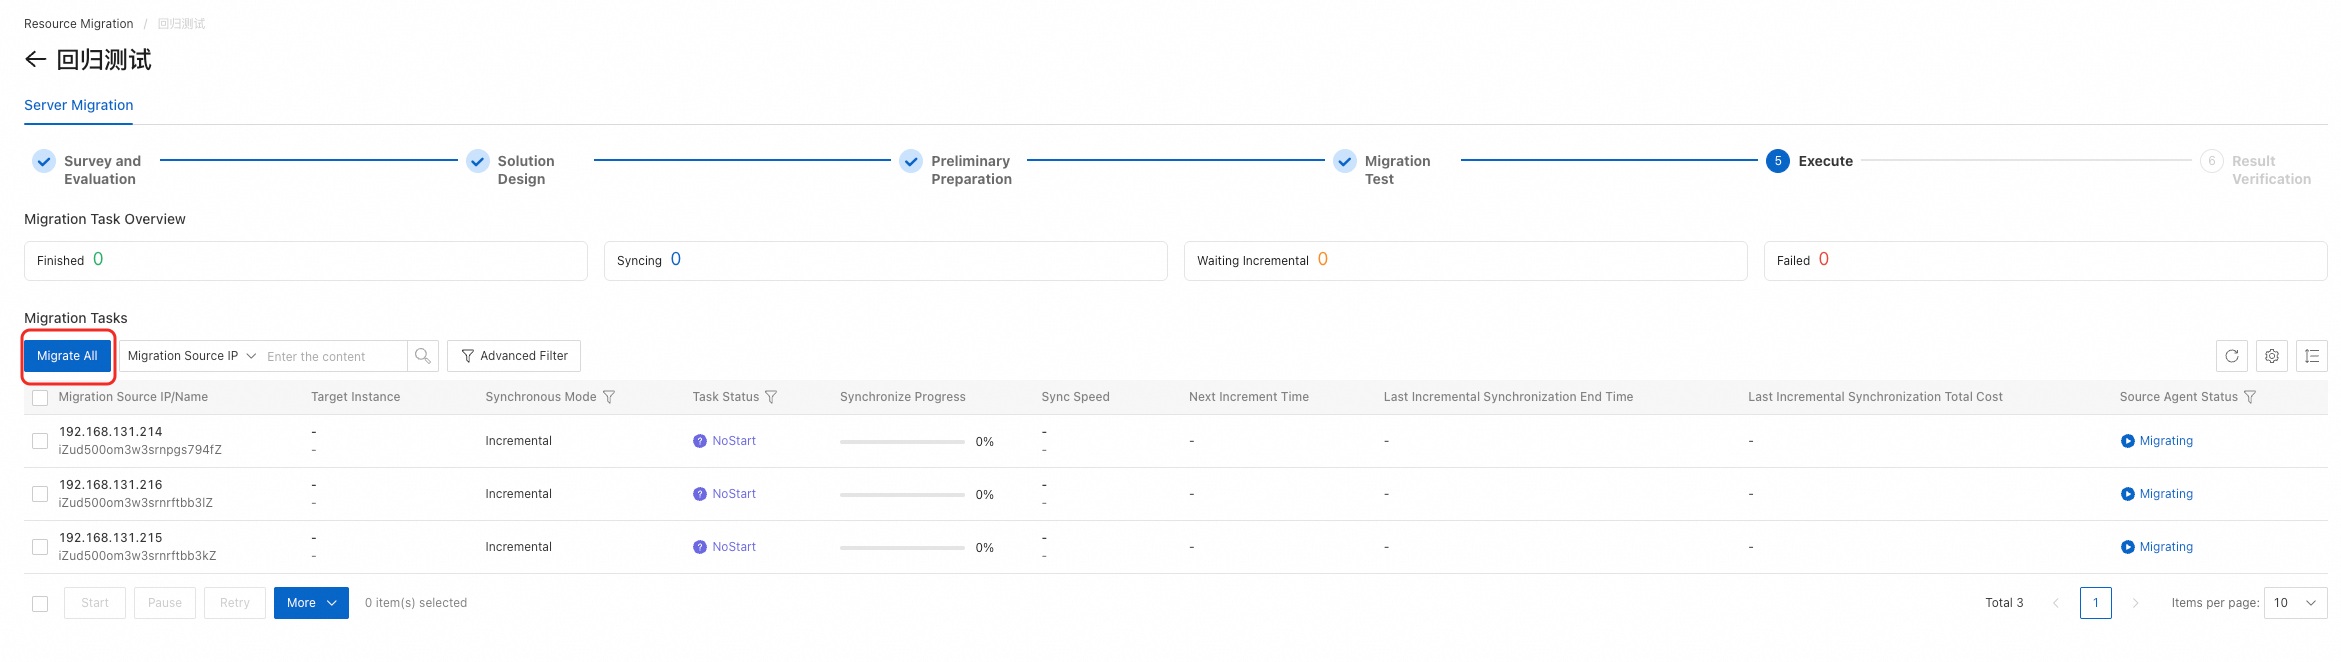 Resource Migration / 回归测试
回归测试
Server Migration
Survey and
Evaluation
Solution
Design
Preliminary
Preparation
Migration
Test
5 Execute
6 Result
Verification
Migration Task Overview
Finished 0
Syncing 0
Waiting Incremental 0
Failed 0
Migration Tasks
Migrate All Migration Source IP Enter the content Advanced Filter
Migration Source IP/Name Target Instance Synchronous Mode Task Status Synchronize Progress Sync Speed Next Increment Time Last Incremental Synchronization End Time Last Incremental Synchronization Total Cost Source Agent Status
192.168.131.214 - -
iZud500om3w3srnpgs794fZ - Incremental ? NoStart 0% - - - - Migrating
192.168.131.216 - -
iZud500om3w3srnrftbb3lZ - Incremental ? NoStart 0% - - - - Migrating
192.168.131.215 - -
iZud500om3w3srnrftbb3kZ - Incremental ? NoStart 0% - - - - Migrating
Start Pause Retry More 0 item(s) selected Total 3 < 1 > Items per page: 10